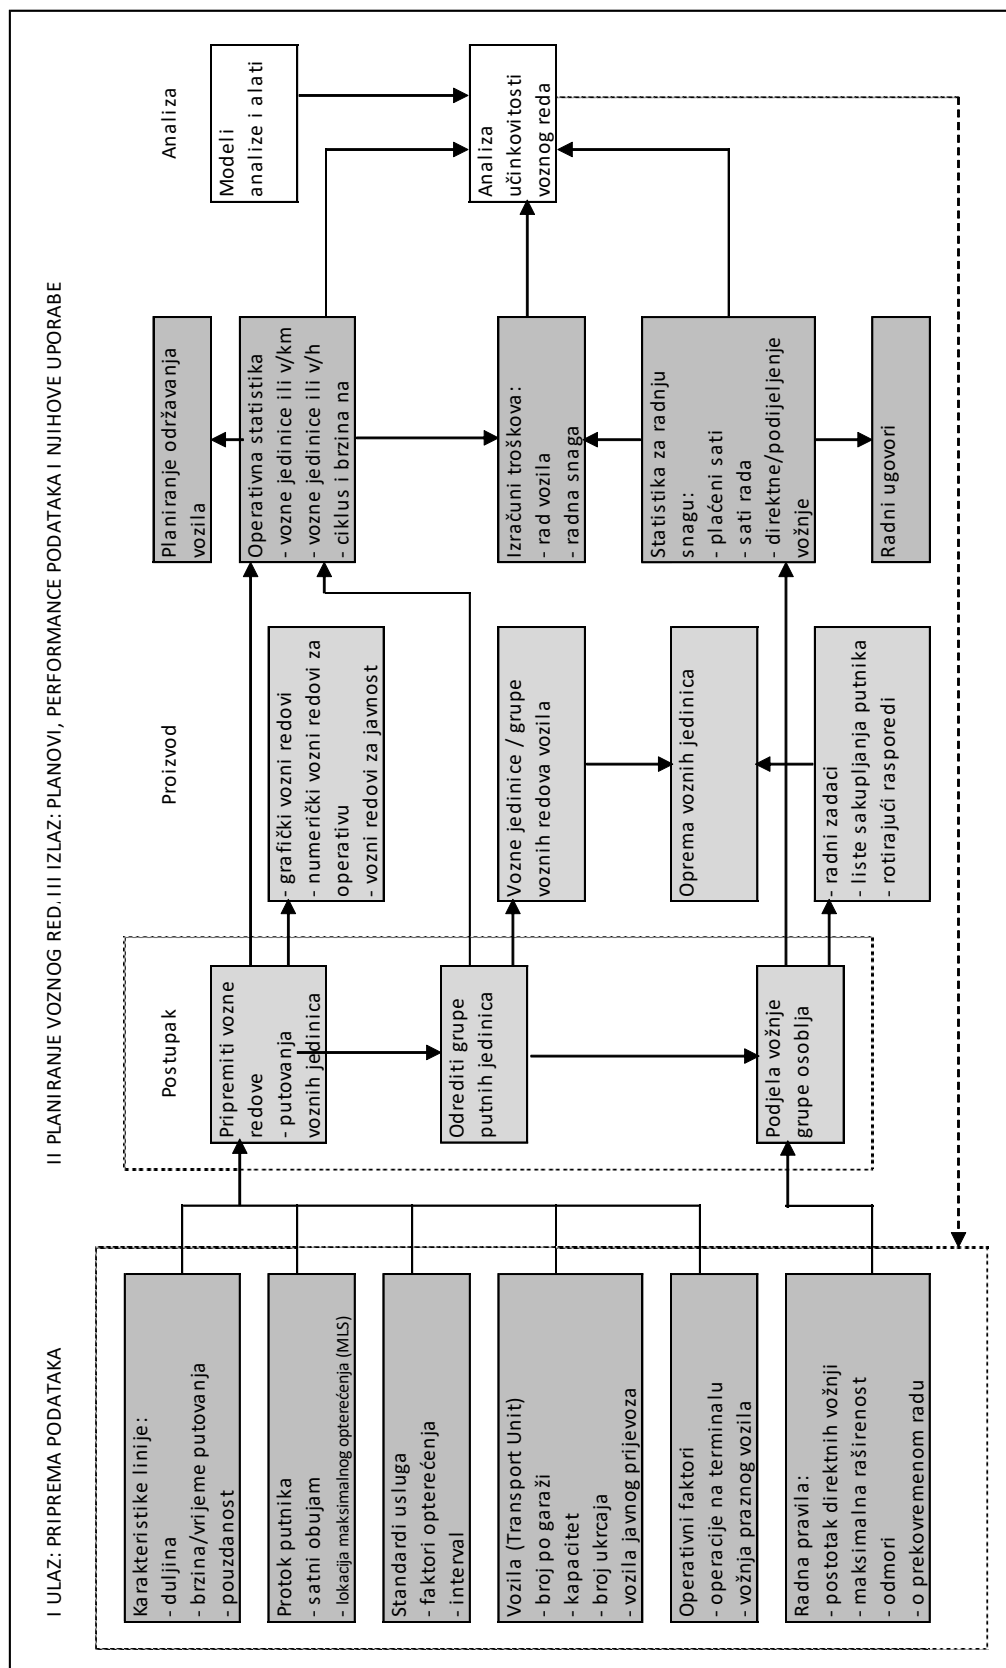 I ULAZ: PRIPREMA PODATAKA
II PLANIRANJE VOZNOG RED. III IZLAZ: PLANOVI, PERFORMANCE PODATAKA I NJIHOVE UPORABE
Postupak
Proizvod
Analiza
Karakteristike linije:
- duljina
- brzina/vrijeme putovanja
- pouzdanost
Protok putnika
- satni obujam
- lokacija maksimalnog opterećenja (MLS)
Standardi usluga
- faktori opterećenja
- interval
Vozila (Transport Unit)
- broj po garaži
- kapacitet
- broj ukrcaja
- vozila javnog prijevoza
Operativni faktori
- operacije na terminalu
- vožnja praznog vozila
Radna pravila:
- postotak direktnih vožnji
- maksimalna raširenost
- odmori
- o prekovremenom radu
Pripremiti vozne
redove
- putovanja
voznih jedinica
Odrediti grupe
putnih jedinica
Podjela vožnje
grupe osoblja
- grafički vozni redovi
- numerički vozni redovi za
operativu
- vozni redovi za javnost
Vozne jedinice / grupe
voznih redova vozila
Oprema voznih jedinica
- radni zadaci
- liste sakupljanja putnika
- rotirajući rasporedi
Planiranje održavanja
vozila
Operativna statistika
- vozne jedinice ili v/km
- vozne jedinice ili v/h
- ciklus i brzina na
Izračuni troškova:
- rad vozila
- radna snaga
Statistika za radnju
snagu:
- plaćeni sati
- sati rada
- direktne/podijeljenje
vožnje
Radni ugovori
Modeli
analize i alati
Analiza
učinkovitosti
voznog reda